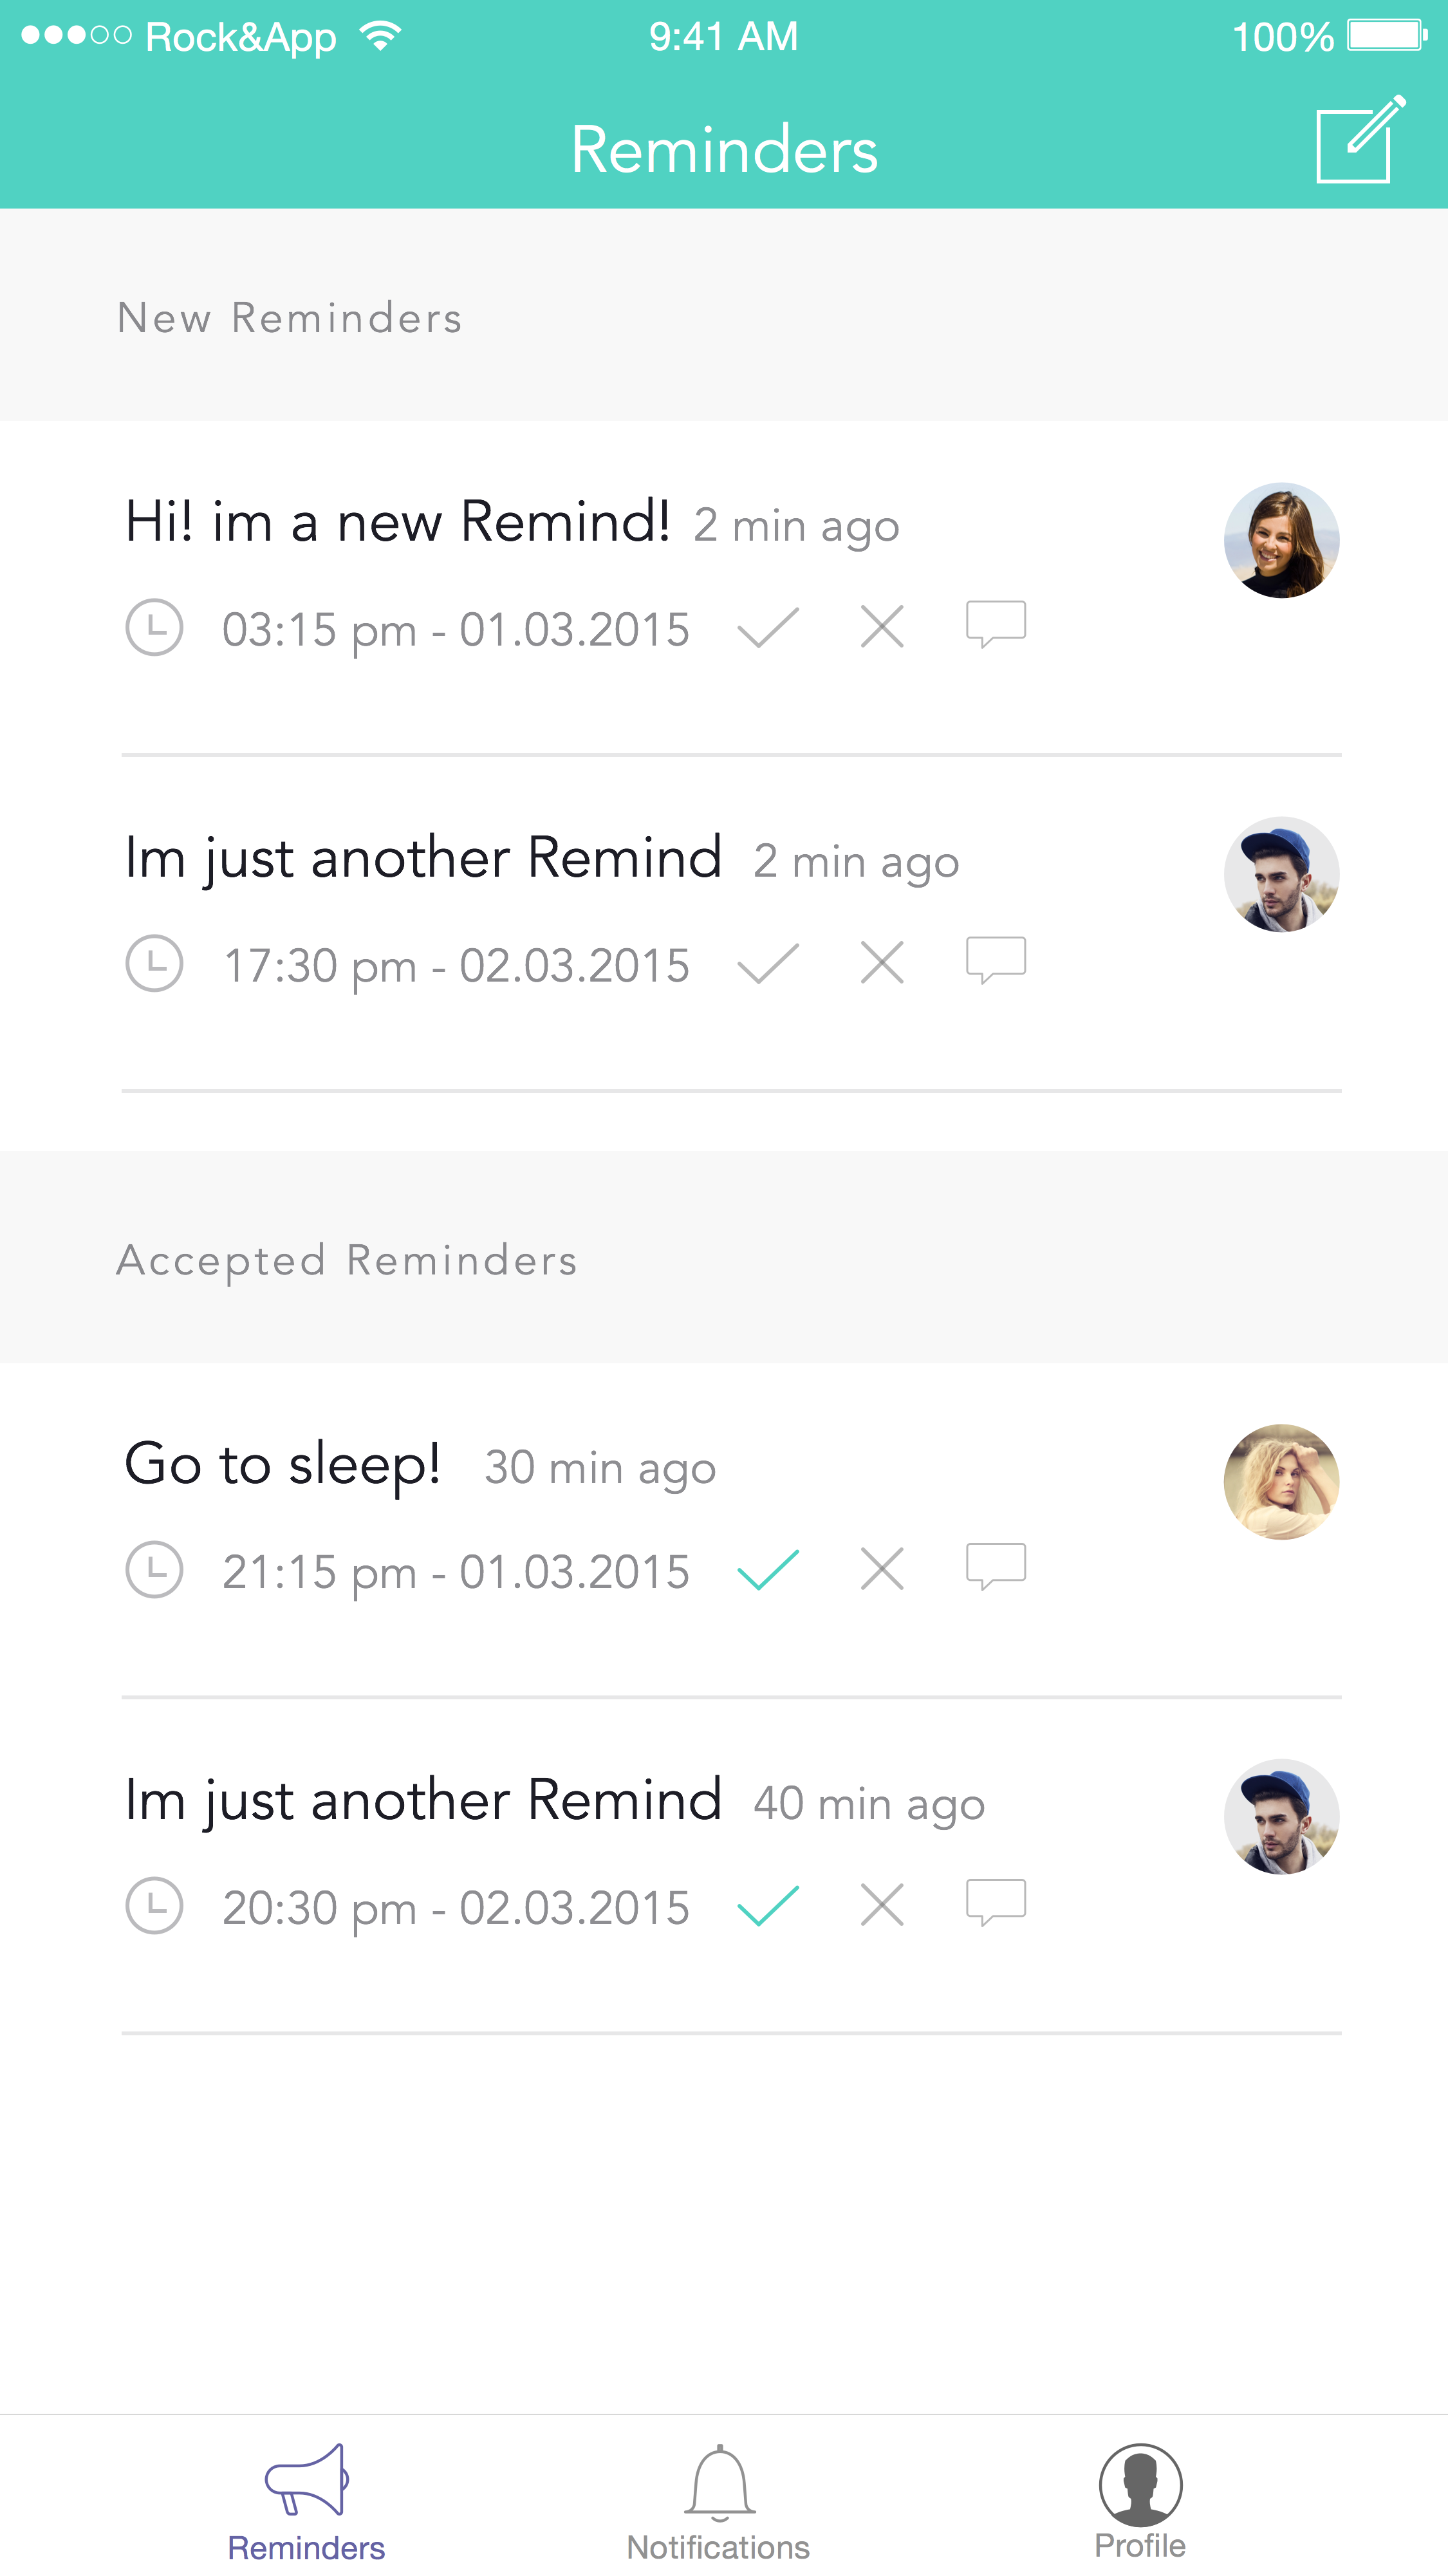 Rock&App 9:41 AM 100%
Reminders
New Reminders
Hi! im a new Remind! 2 min ago
03:15 pm - 01.03.2015
Im just another Remind 2 min ago
17:30 pm - 02.03.2015
Accepted Reminders
Go to sleep! 30 min ago
21:15 pm - 01.03.2015
Im just another Remind 40 min ago
20:30 pm - 02.03.2015
Reminders Notifications Profile